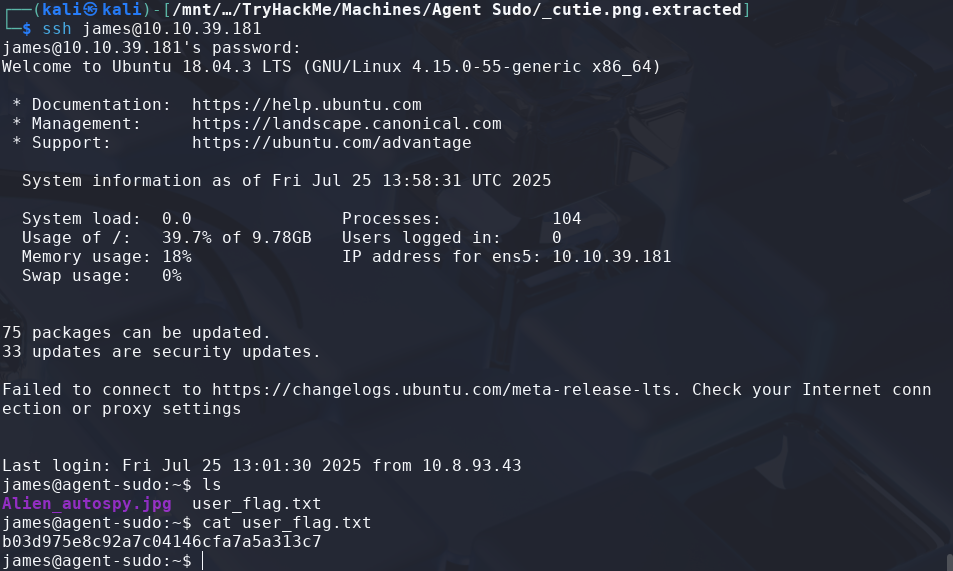 ┌──(kali㉿kali)-[/mnt/…/TryHackMe/Machines/Agent Sudo/_cutie.png.extracted]
└─$ ssh james@10.10.39.181
james@10.10.39.181's password:
Welcome to Ubuntu 18.04.3 LTS (GNU/Linux 4.15.0-55-generic x86_64)
* Documentation:  https://help.ubuntu.com
* Management:     https://landscape.canonical.com
* Support:        https://ubuntu.com/advantage
System information as of Fri Jul 25 13:58:31 UTC 2025
System load:  0.0               Processes:           104
Usage of /:   39.7% of 9.78GB   Users logged in:     0
Memory usage: 18%               IP address for ens5: 10.10.39.181
Swap usage:   0%
75 packages can be updated.
33 updates are security updates.
Failed to connect to https://changelogs.ubuntu.com/meta-release-lts. Check your Internet conn
ection or proxy settings
Last login: Fri Jul 25 13:01:30 2025 from 10.8.93.43
james@agent-sudo:~$ ls
Alien_autospy.jpg  user_flag.txt
james@agent-sudo:~$ cat user_flag.txt
b03d975e8c92a7c04146cfa7a5a313c7
james@agent-sudo:~$